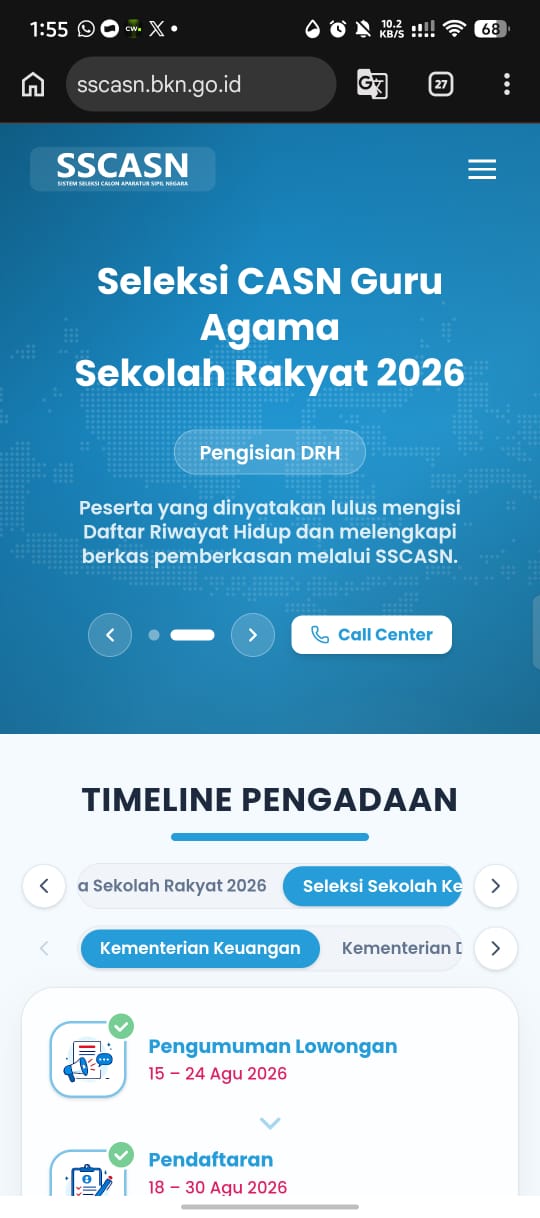 1:55
CW
10.2
KB/S
68
sscasn.bkn.go.id
27
SSCASN
SISTEM SELEKSI CALON APARATUR SIPIL NEGARA
Seleksi CASN Guru
Agama
Sekolah Rakyat 2026
Pengisian DRH
Peserta yang dinyatakan lulus mengisi
Daftar Riwayat Hidup dan melengkapi
berkas pemberkasan melalui SSCASN.
Call Center
TIMELINE PENGADAAN
a Sekolah Rakyat 2026
Seleksi Sekolah Ke
Kementerian Keuangan
Kementerian D
Pengumuman Lowongan
15 – 24 Agu 2026
Pendaftaran
18 – 30 Agu 2026